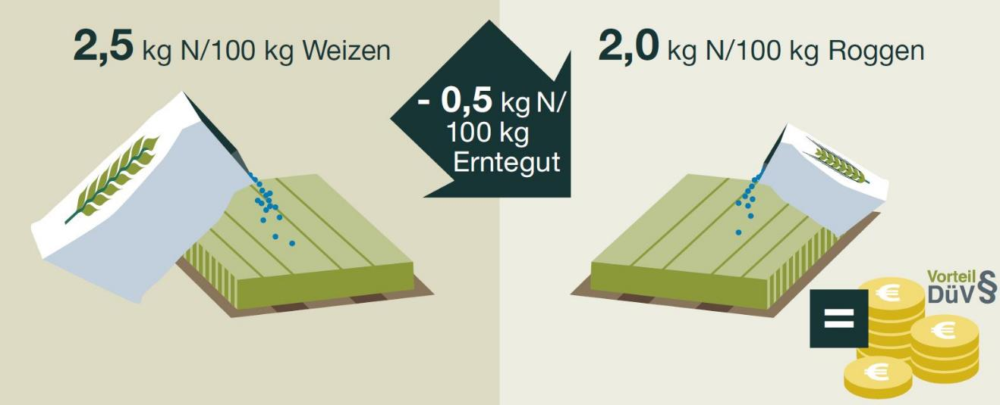 2,5 kg N/100 kg Weizen
- 0,5 kg N/
100 kg
Erntegut
2,0 kg N/100 kg Roggen
=
€
€
€
Vorteil
DüV §